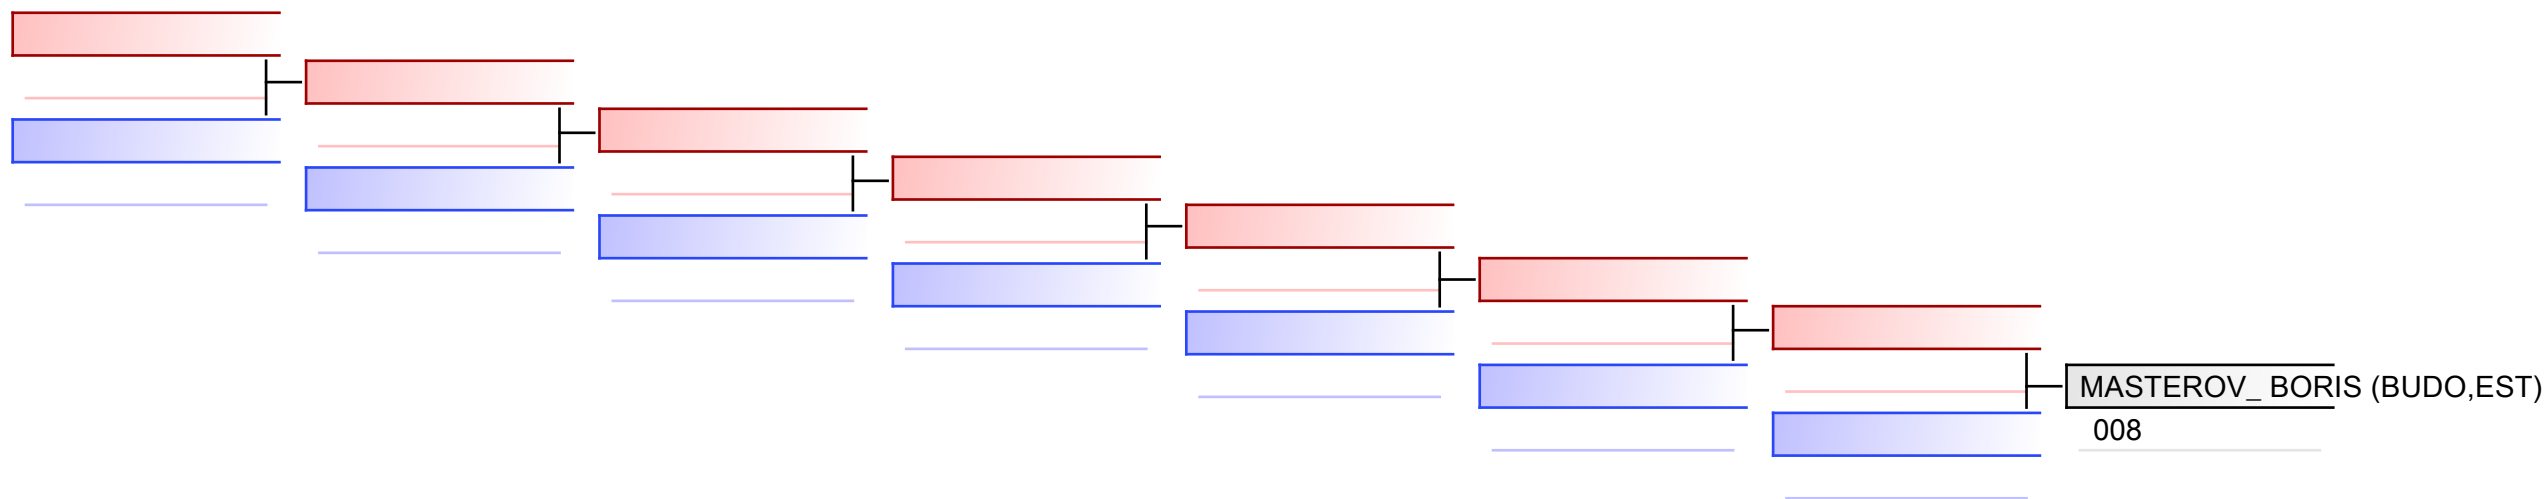 MASTEROV_ BORIS (BUDO,EST)
008